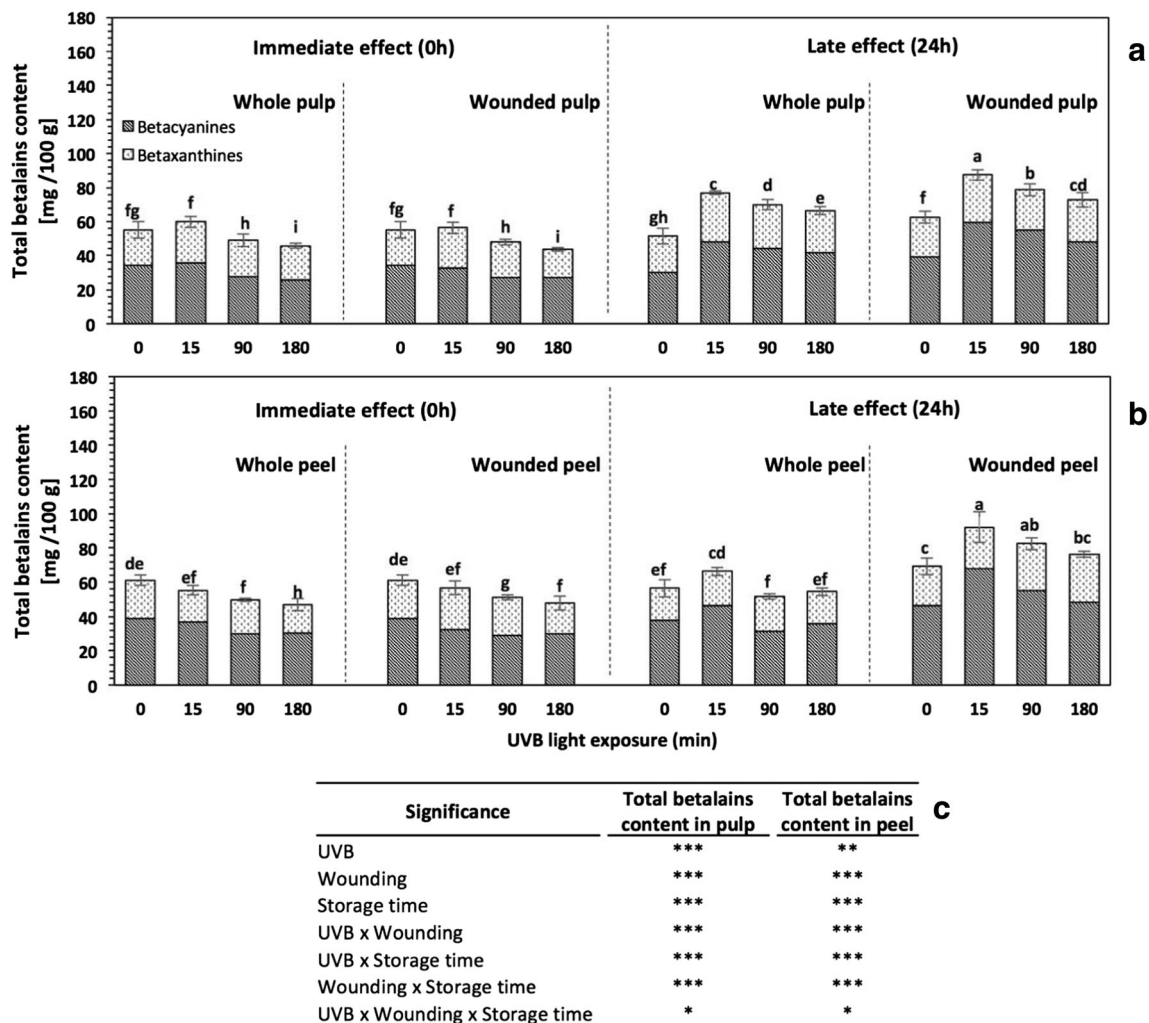 a
Total betalains content
[mg /100 g]
180
160
140
120
100
80
60
40
20
0
Immediate effect (0h)
Late effect (24h)
Whole pulp
Wounded pulp
Whole pulp
Wounded pulp
Betacyanines
Betaxanthines
fg f h i fg f h i gh c d e f a b cd
0 15 90 180 0 15 90 180 0 15 90 180 0 15 90 180
b
Total betalains content
[mg /100 g]
180
160
140
120
100
80
60
40
20
0
Immediate effect (0h)
Late effect (24h)
Whole peel
Wounded peel
Whole peel
Wounded peel
de ef f h de ef g f ef cd f ef c a ab bc
0 15 90 180 0 15 90 180 0 15 90 180 0 15 90 180
UVB light exposure (min)
c
Significance
Total betalains
content in pulp
Total betalains
content in peel
UVB *** **
Wounding *** ***
Storage time *** ***
UVB x Wounding *** ***
UVB x Storage time *** ***
Wounding x Storage time *** ***
UVB x Wounding x Storage time * *